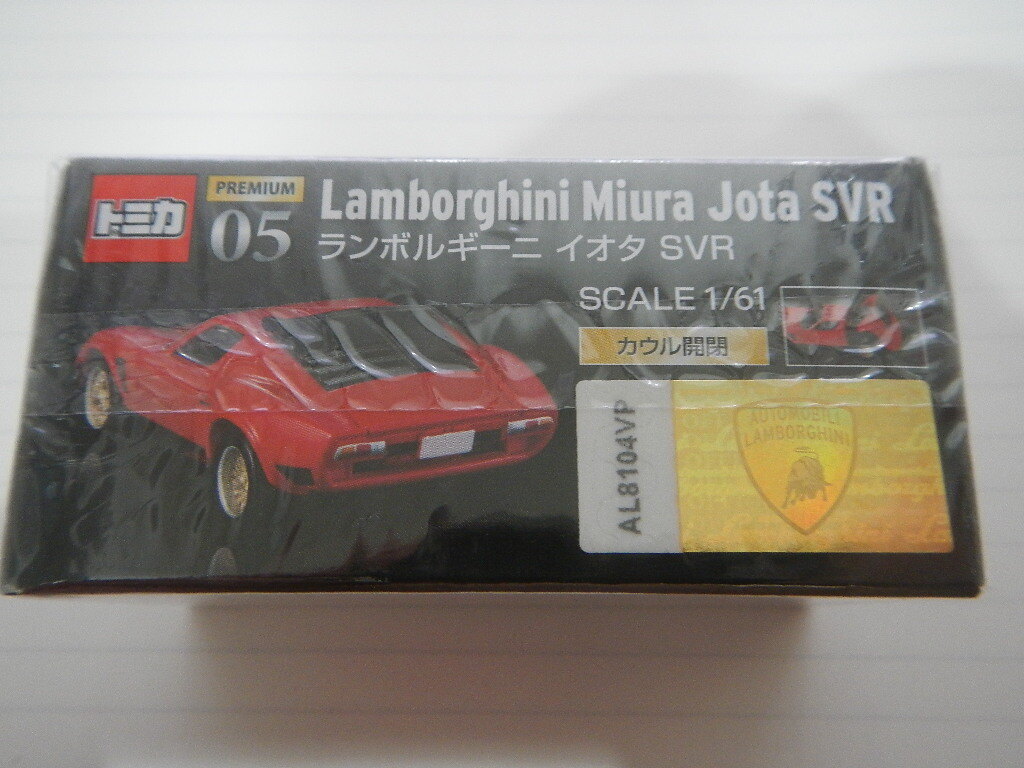 トミカ
PREMIUM
05
Lamborghini Miura Jota SVR
ランボルギーニ イオタ SVR
SCALE 1/61
カウル開閉
AL8104VP
AUTOMOBILI
LAMBORGHINI